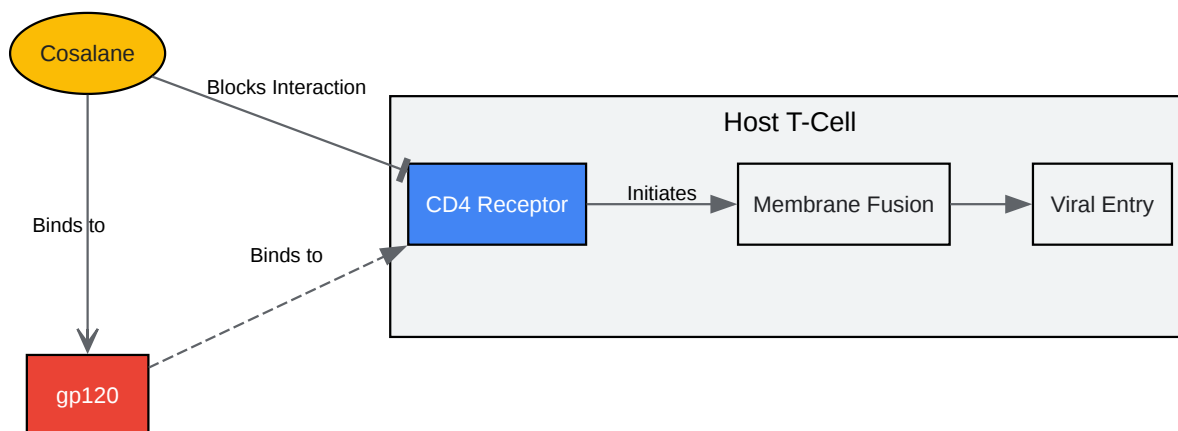 Cosalane
Blocks Interaction
Host T-Cell
CD4 Receptor
Initiates
Membrane Fusion
Viral Entry
Binds to
Binds to
gp120